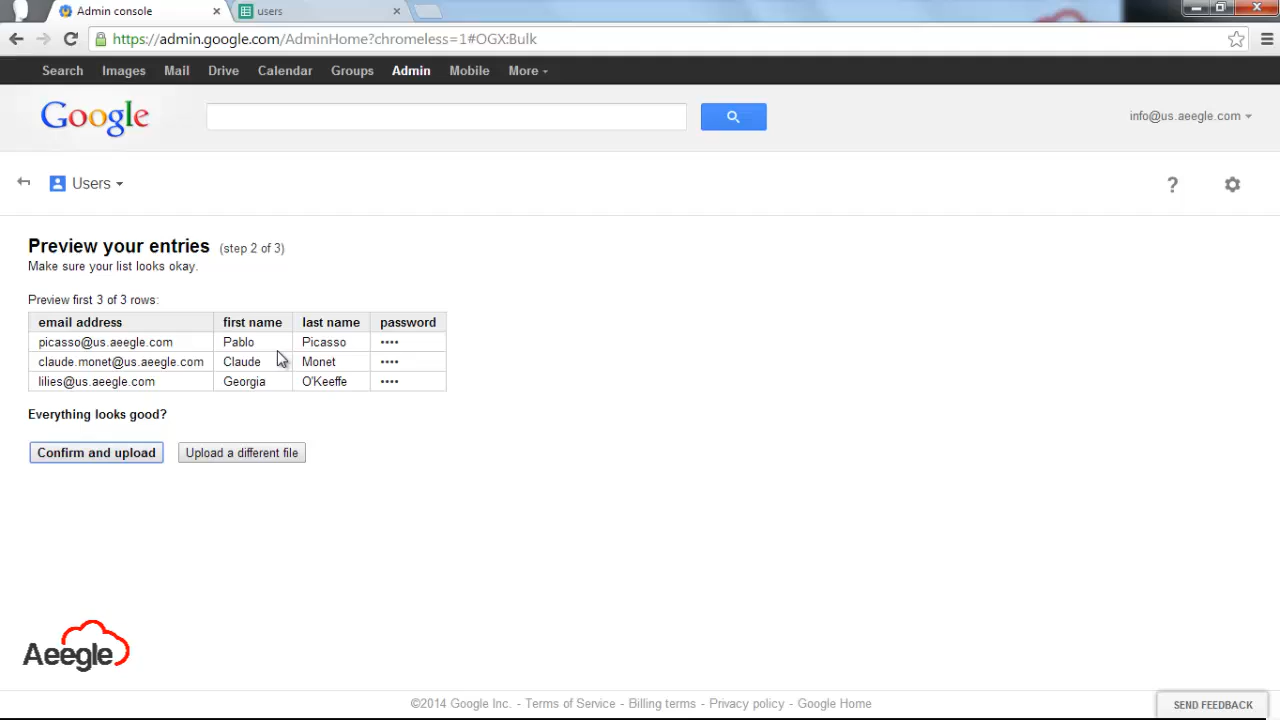 Admin console
users
https://admin.google.com/AdminHome?chromeless=1#OGX:Bulk
Search Images Mail Drive Calendar Groups Admin Mobile More
Google
info@us.aeegle.com
Users
?
Preview your entries (step 2 of 3)
Make sure your list looks okay.
Preview first 3 of 3 rows:
email address first name last name password
picasso@us.aeegle.com Pablo Picasso ••••
claude.monet@us.aeegle.com Claude Monet ••••
lilies@us.aeegle.com Georgia O'Keeffe ••••
Everything looks good?
Confirm and upload Upload a different file
Aeegle
©2014 Google Inc. - Terms of Service - Billing terms - Privacy policy - Google Home
SEND FEEDBACK